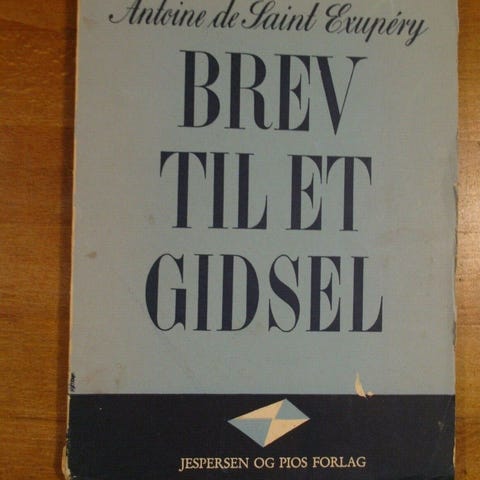 Antoine de Saint Exupéry
BREV
TIL ET
GIDSEL
JESPERSEN OG PIOS FORLAG